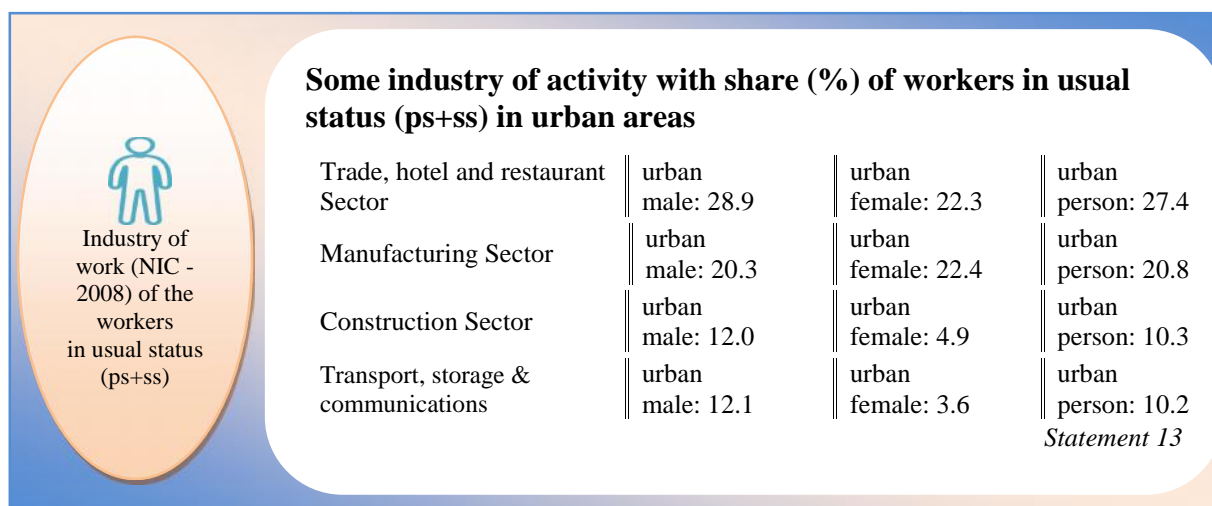 Industry of
work (NIC -
2008) of the
workers
in usual status
(ps+ss)
Some industry of activity with share (%) of workers in usual
status (ps+ss) in urban areas
Trade, hotel and restaurant
Sector
urban
male: 28.9
urban
female: 22.3
urban
person: 27.4
Manufacturing Sector
urban
male: 20.3
urban
female: 22.4
urban
person: 20.8
Construction Sector
urban
male: 12.0
urban
female: 4.9
urban
person: 10.3
Transport, storage &
communications
urban
male: 12.1
urban
female: 3.6
urban
person: 10.2
Statement 13